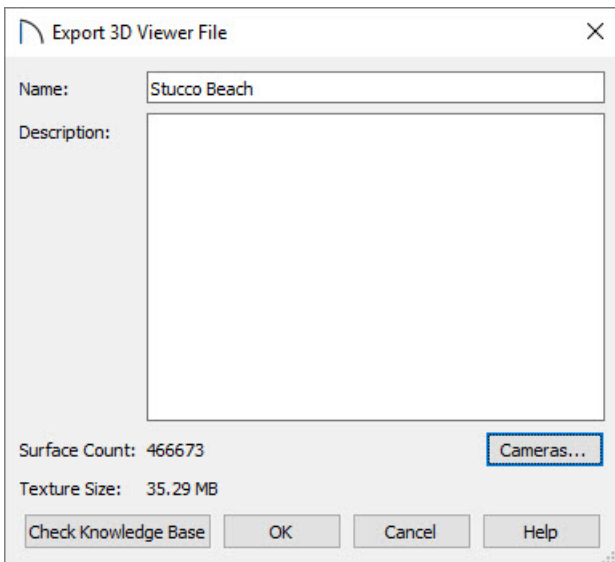 Export 3D Viewer File
Name: Stucco Beach
Description:
Surface Count: 466673 Cameras...
Texture Size: 35.29 MB
Check Knowledge Base OK Cancel Help